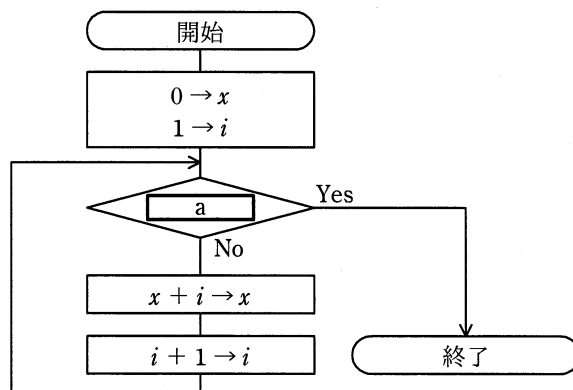 開始
0 → x
1 → i
a
Yes
No
x + i → x
i + 1 → i
終了